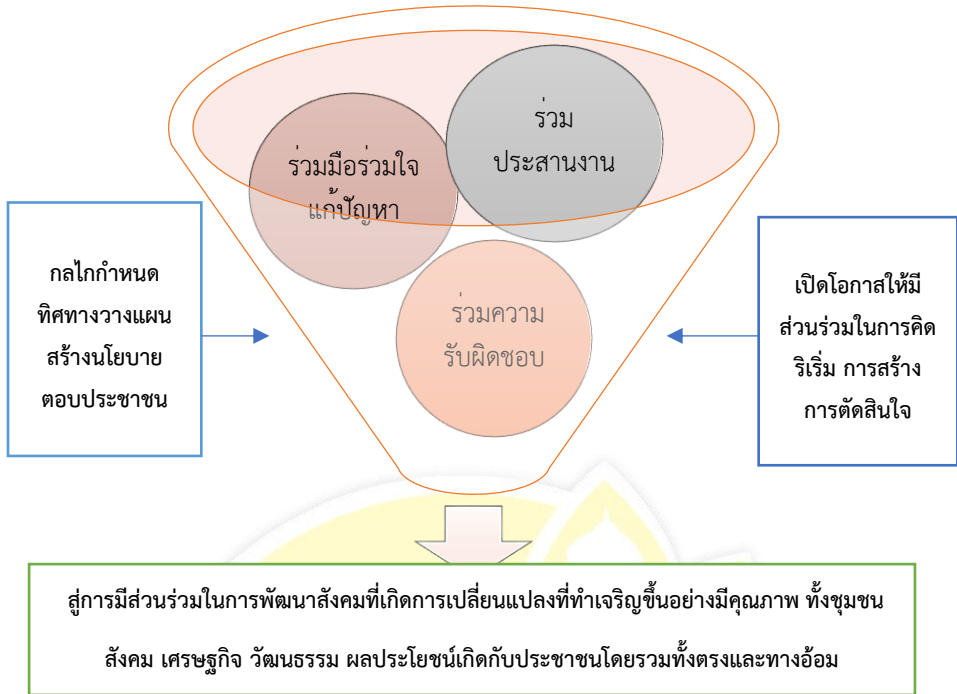 ร่วม
ประสานงาน
ร่วมมือร่วมใจ
แก้ปัญหา
ร่วมความ
รับผิดชอบ
กลไกกำหนด
ทิศทางวางแผน
สร้างนโยบาย
ตอบประชาชน
เปิดโอกาสให้มี
ส่วนร่วมในการคิด
ริเริ่ม การสร้าง
การตัดสินใจ
สู่การมีส่วนร่วมในการพัฒนาสังคมที่เกิดการเปลี่ยนแปลงที่ทำเจริญขึ้นอย่างมีคุณภาพ ทั้งชุมชน
สังคม เศรษฐกิจ วัฒนธรรม ผลประโยชน์เกิดกับประชาชนโดยรวมทั้งตรงและทางอ้อม